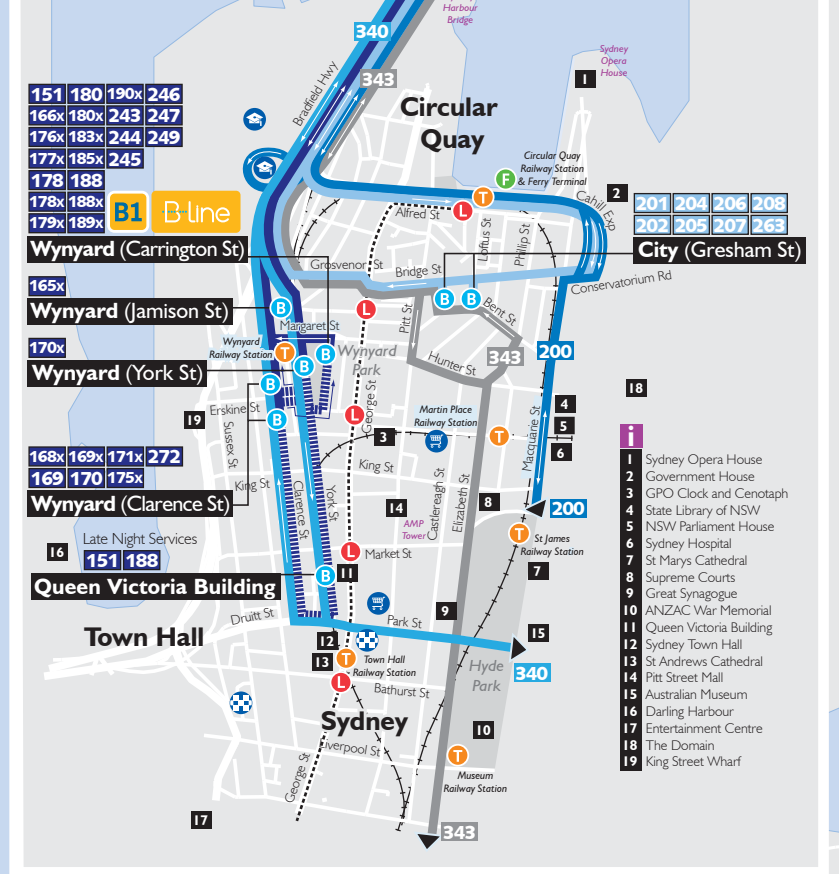 Sydney
Harbour
Bridge
340
343
Bradfield Hwy
Sydney
Opera
House
1
Circular
Quay
151 180 190x 246
166x 180x 243 247
176x 183x 244 249
177x 185x 245
178 188
178x 188x
179x 189x
B1 B-Line
Wynyard (Carrington St)
Circular Quay
Railway Station
& Ferry Terminal
F
T
L
Alfred St
Loftus St
Philip St
Cahill Exp
2
201 204 206 208
202 205 207 263
City (Gresham St)
Grosvenor St
Bridge St
Conservatorium Rd
165x
Wynyard (Jamison St)
B
Margaret St
L
Pitt St
B
B
Bent St
170x
Wynyard (York St)
Wynyard
Railway Station
T
B
B
Wynyard
Park
Hunter St
343
200
B
B
Erskine St
19
Sussex St
George St
L
3
Martin Place
Railway Station
T
Macquarie St
4
5
6
18
168x 169x 171x 272
169 170 175x
Wynyard (Clarence St)
King St
King St
Clarence St
York St
14
AMP
Tower
Castlereagh St
Elizabeth St
8
200
T
St James
Railway Station
7
16
Late Night Services
151 188
Queen Victoria Building
B
11
L
Market St
Druitt St
Park St
9
15
Town Hall
12
13
T
Town Hall
Railway Station
L
Hyde
Park
340
Bathurst St
Sydney
Liverpool St
George St
10
T
Museum
Railway Station
17
343
i
1 Sydney Opera House
2 Government House
3 GPO Clock and Cenotaph
4 State Library of NSW
5 NSW Parliament House
6 Sydney Hospital
7 St Marys Cathedral
8 Supreme Courts
9 Great Synagogue
10 ANZAC War Memorial
11 Queen Victoria Building
12 Sydney Town Hall
13 St Andrews Cathedral
14 Pitt Street Mall
15 Australian Museum
16 Darling Harbour
17 Entertainment Centre
18 The Domain
19 King Street Wharf